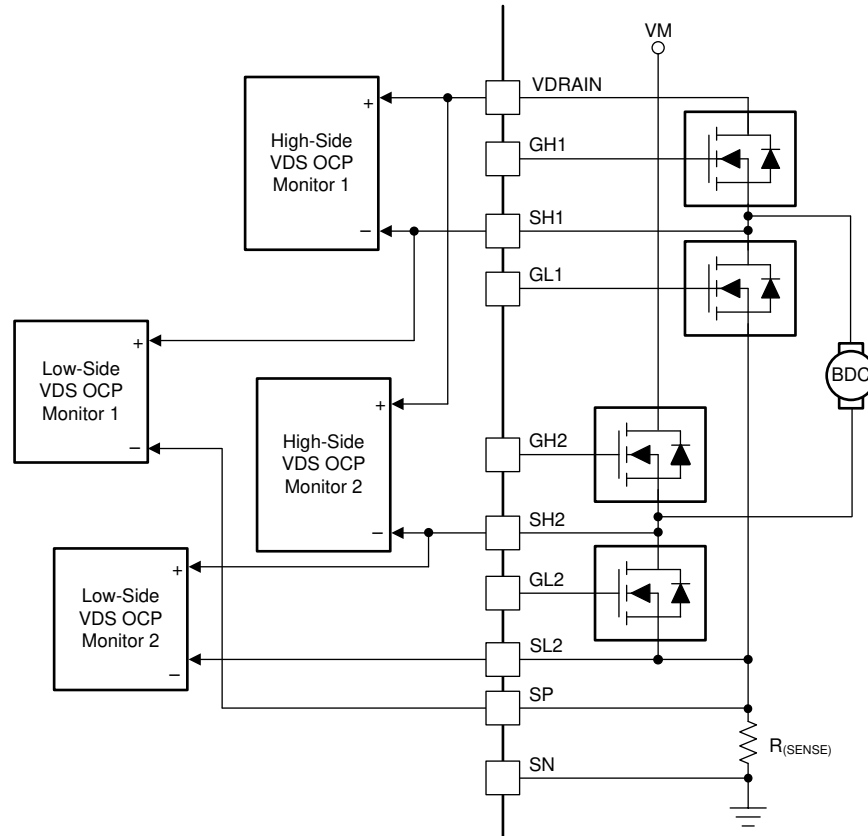 VM
VDRAIN
+
High-Side
VDS OCP
Monitor 1
−
GH1
SH1
GL1
+
Low-Side
VDS OCP
Monitor 1
−
BDC
+
High-Side
VDS OCP
Monitor 2
−
GH2
SH2
+
Low-Side
VDS OCP
Monitor 2
−
GL2
SL2
SP
R(SENSE)
SN